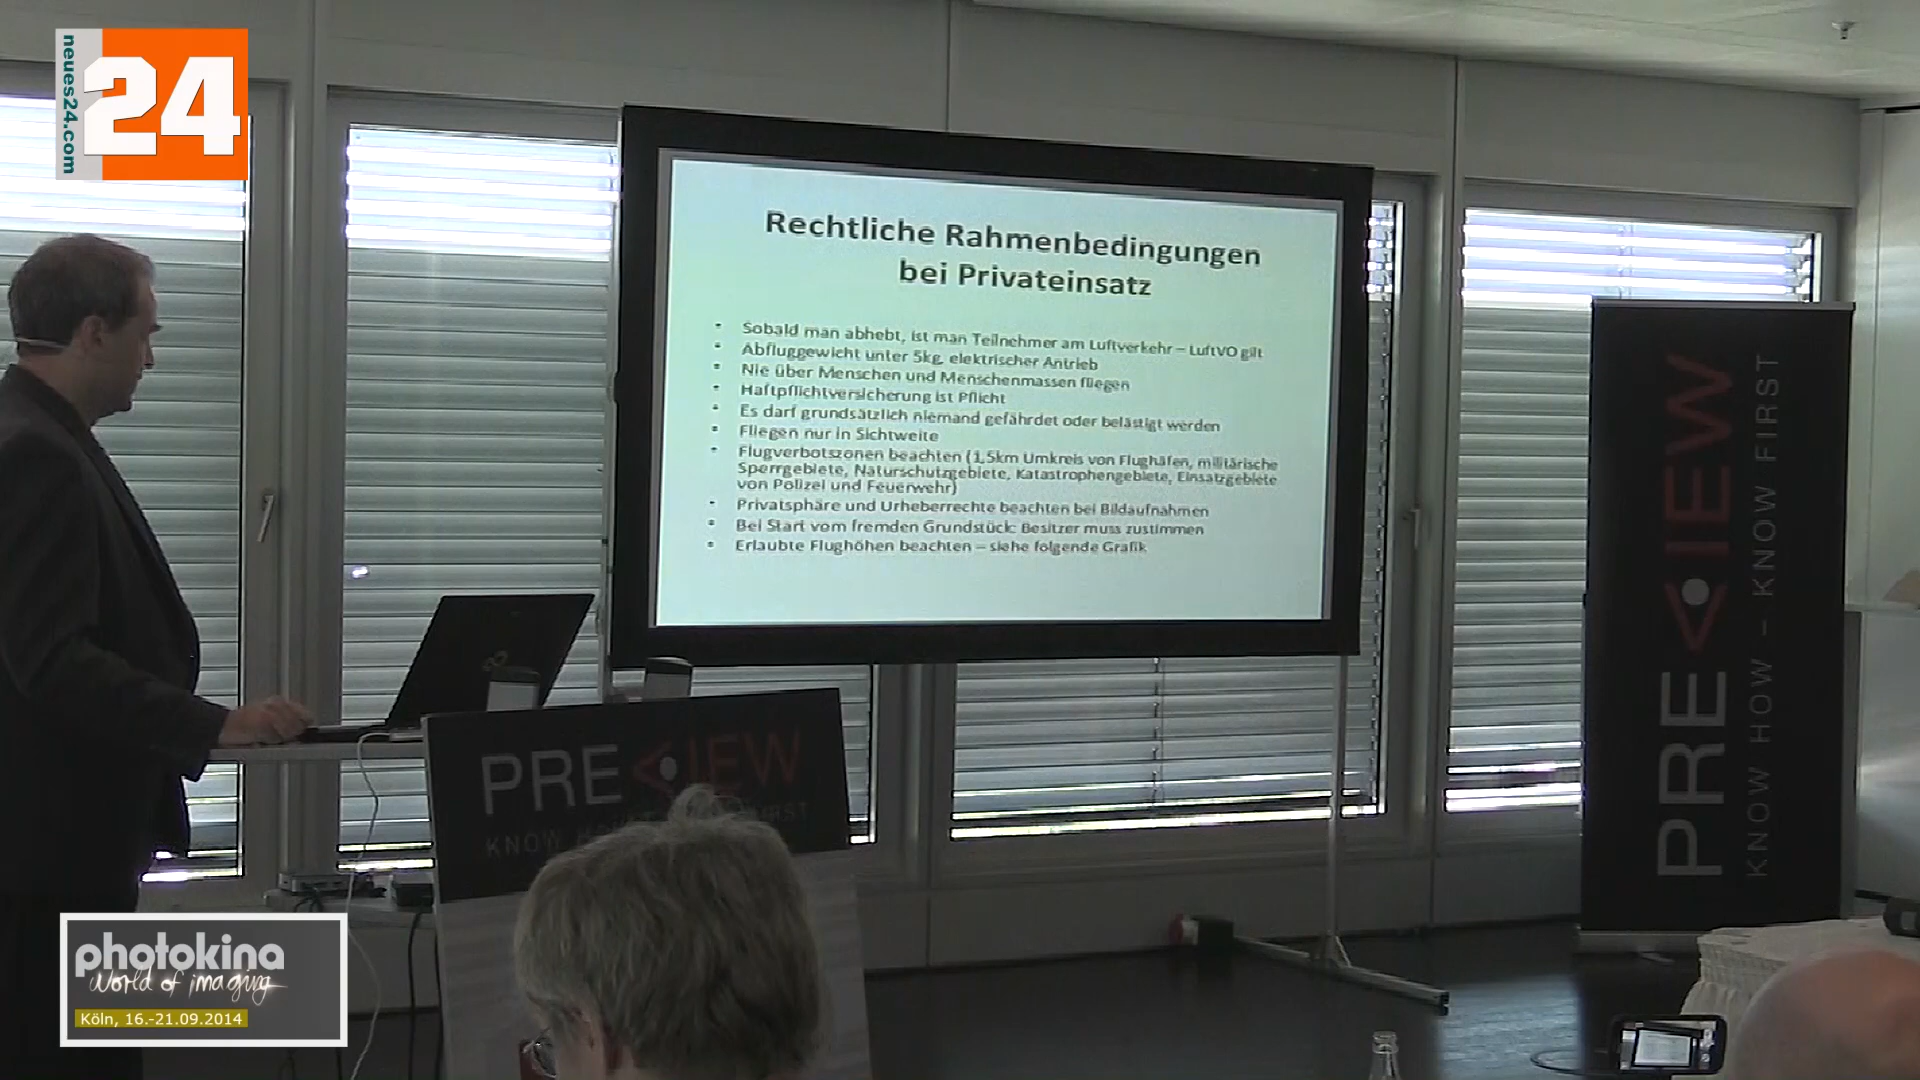 neues24.com
24
Rechtliche Rahmenbedingungen
bei Privateinsatz
• Sobald man abhebt, ist man Teilnehmer am Luftverkehr – LuftVO gilt
• Abfluggewicht unter 5kg, elektrischer Antrieb
• Nie über Menschen und Menschenmassen fliegen
• Haftpflichtversicherung ist Pflicht
• Es darf grundsätzlich niemand gefährdet oder belästigt werden
• Fliegen nur in Sichtweite
• Flugverbotszonen beachten (1,5km Umkreis von Flughäfen, militärische
Sperrgebiete, Naturschutzgebiete, Katastrophengebiete, Einsatzgebiete
von Polizei und Feuerwehr)
• Privatsphäre und Urheberrechte beachten bei Bildaufnahmen
• Bei Start vom fremden Grundstück: Besitzer muss zustimmen
• Erlaubte Flughöhen beachten – siehe folgende Grafik
PREVIEW
KNOW HOW – KNOW FIRST
PREVIEW
KNOW
photokina
world of imaging
Köln, 16.-21.09.2014